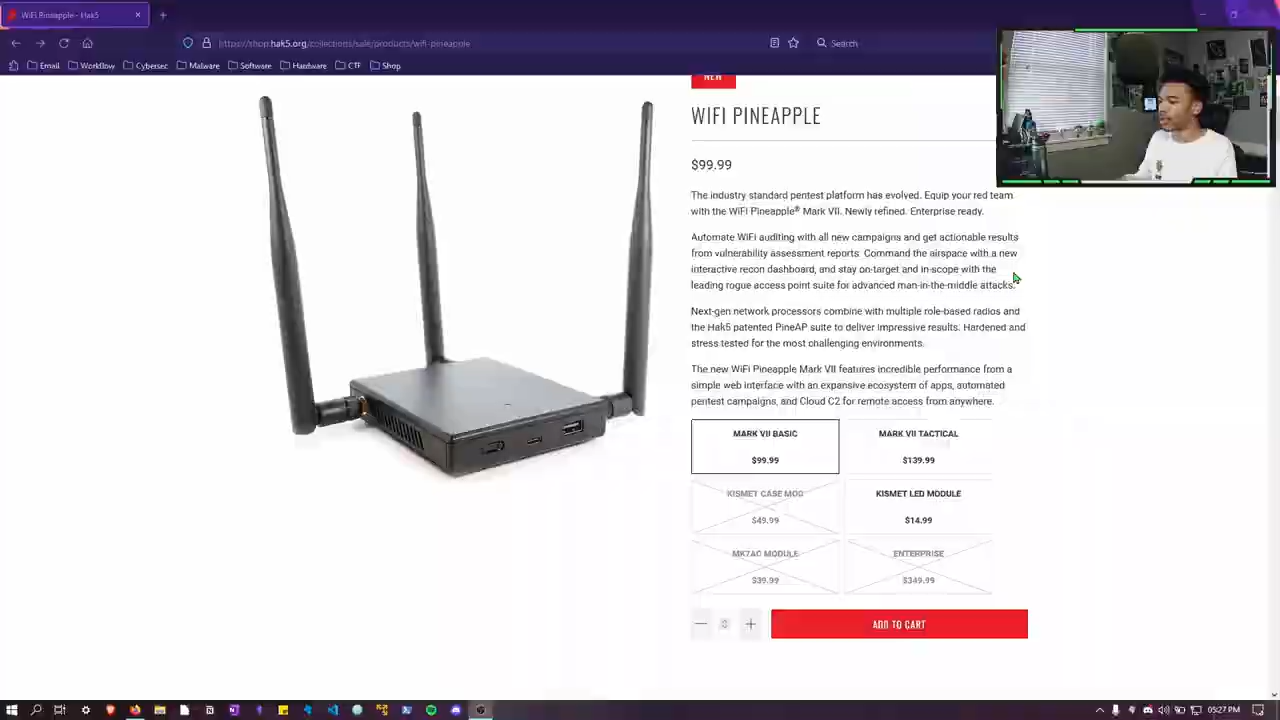 WiFi Pineapple - Hak5
Search
Email
Workflow
Cybersec
Malware
Software
Hardware
CTF
Shop
NEW
WIFI PINEAPPLE
$99.99
The industry standard pentest platform has evolved. Equip your red team
with the WiFi Pineapple® Mark VII. Newly refined. Enterprise ready.
Automate WiFi auditing with all new campaigns and get actionable results
from vulnerability assessment reports. Command the airspace with a new
interactive recon dashboard, and stay on-target and in-scope with the
leading rogue access point suite for advanced man-in-the-middle attacks.
Next-gen network processors combine with multiple role-based radios and
the Hak5 patented PineAP suite to deliver impressive results. Hardened and
stress tested for the most challenging environments.
The new WiFi Pineapple Mark VII features incredible performance from a
simple web interface with an expansive ecosystem of apps, automated
pentest campaigns, and Cloud C2 for remote access from anywhere.
MARK VII BASIC
$99.99
MARK VII TACTICAL
$139.99
KISMET CASE MOD
$49.99
KISMET LED MODULE
$14.99
MK7AC MODULE
$39.99
ENTERPRISE
$349.99
ADD TO CART
05:27 PM